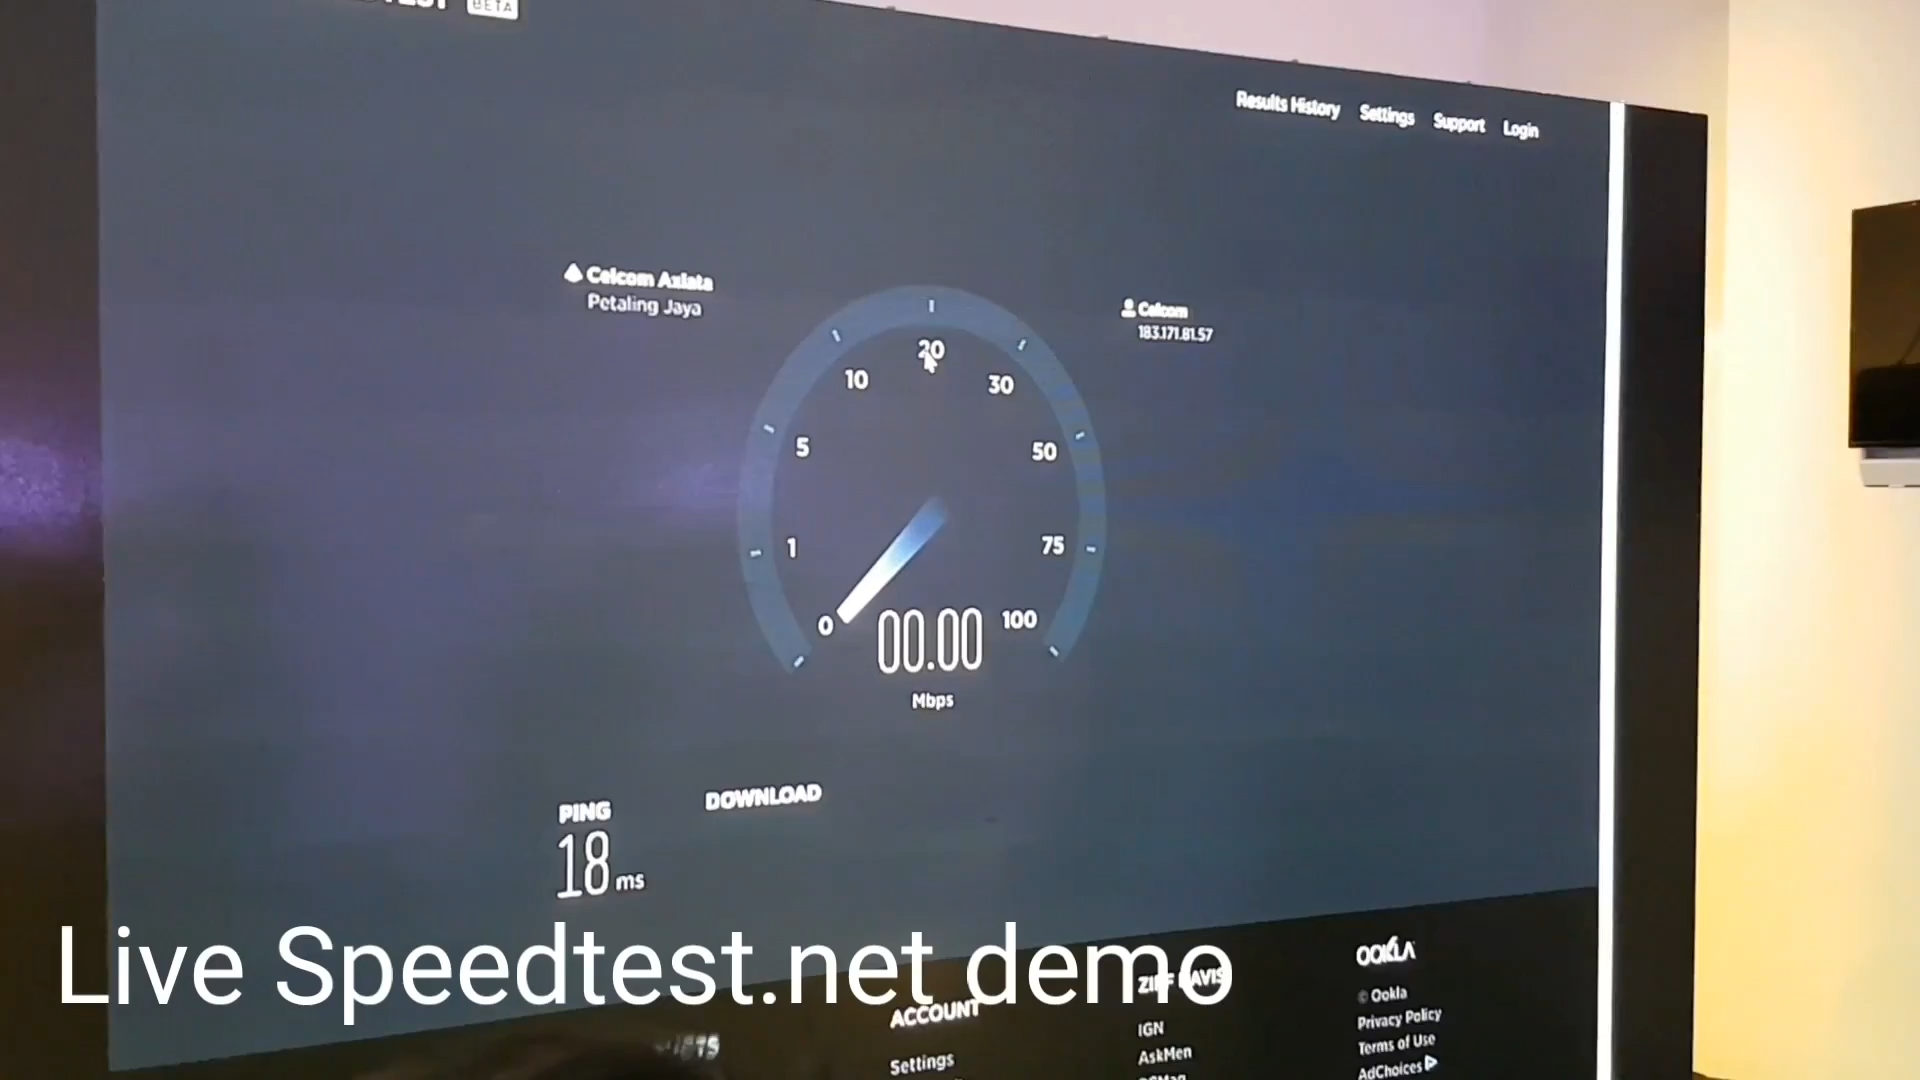 BETA
Results History Settings Support Login
Celcom Axiata
Petaling Jaya
Celcom
183.171.81.57
20
10
30
5
50
1
75
0
100
00.00
Mbps
PING
DOWNLOAD
18 ms
Live Speedtest.net demo
OOKLA
ACCOUNT
© Ookla
IGN
Privacy Policy
Settings
AskMen
Terms of Use
AdChoices